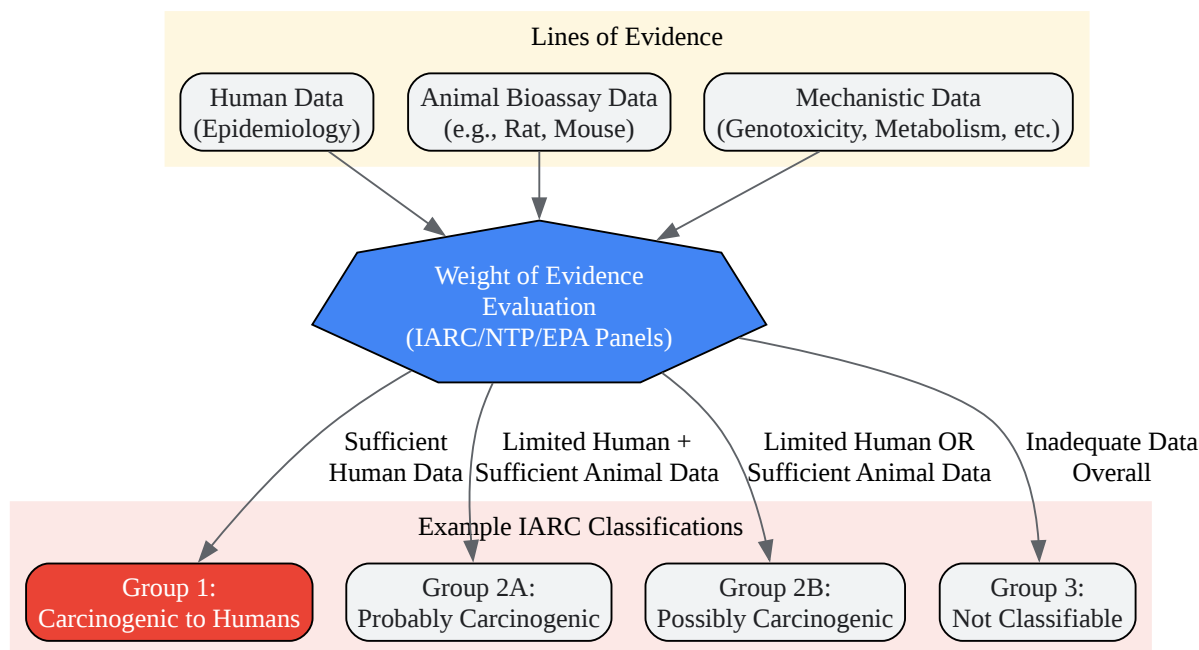 Lines of Evidence
Human Data
(Epidemiology)
Animal Bioassay Data
(e.g., Rat, Mouse)
Mechanistic Data
(Genotoxicity, Metabolism, etc.)
Weight of Evidence
Evaluation
(IARC/NTP/EPA Panels)
Sufficient
Human Data
Limited Human +
Sufficient Animal Data
Limited Human OR
Sufficient Animal Data
Inadequate Data
Overall
Example IARC Classifications
Group 1:
Carcinogenic to Humans
Group 2A:
Probably Carcinogenic
Group 2B:
Possibly Carcinogenic
Group 3:
Not Classifiable